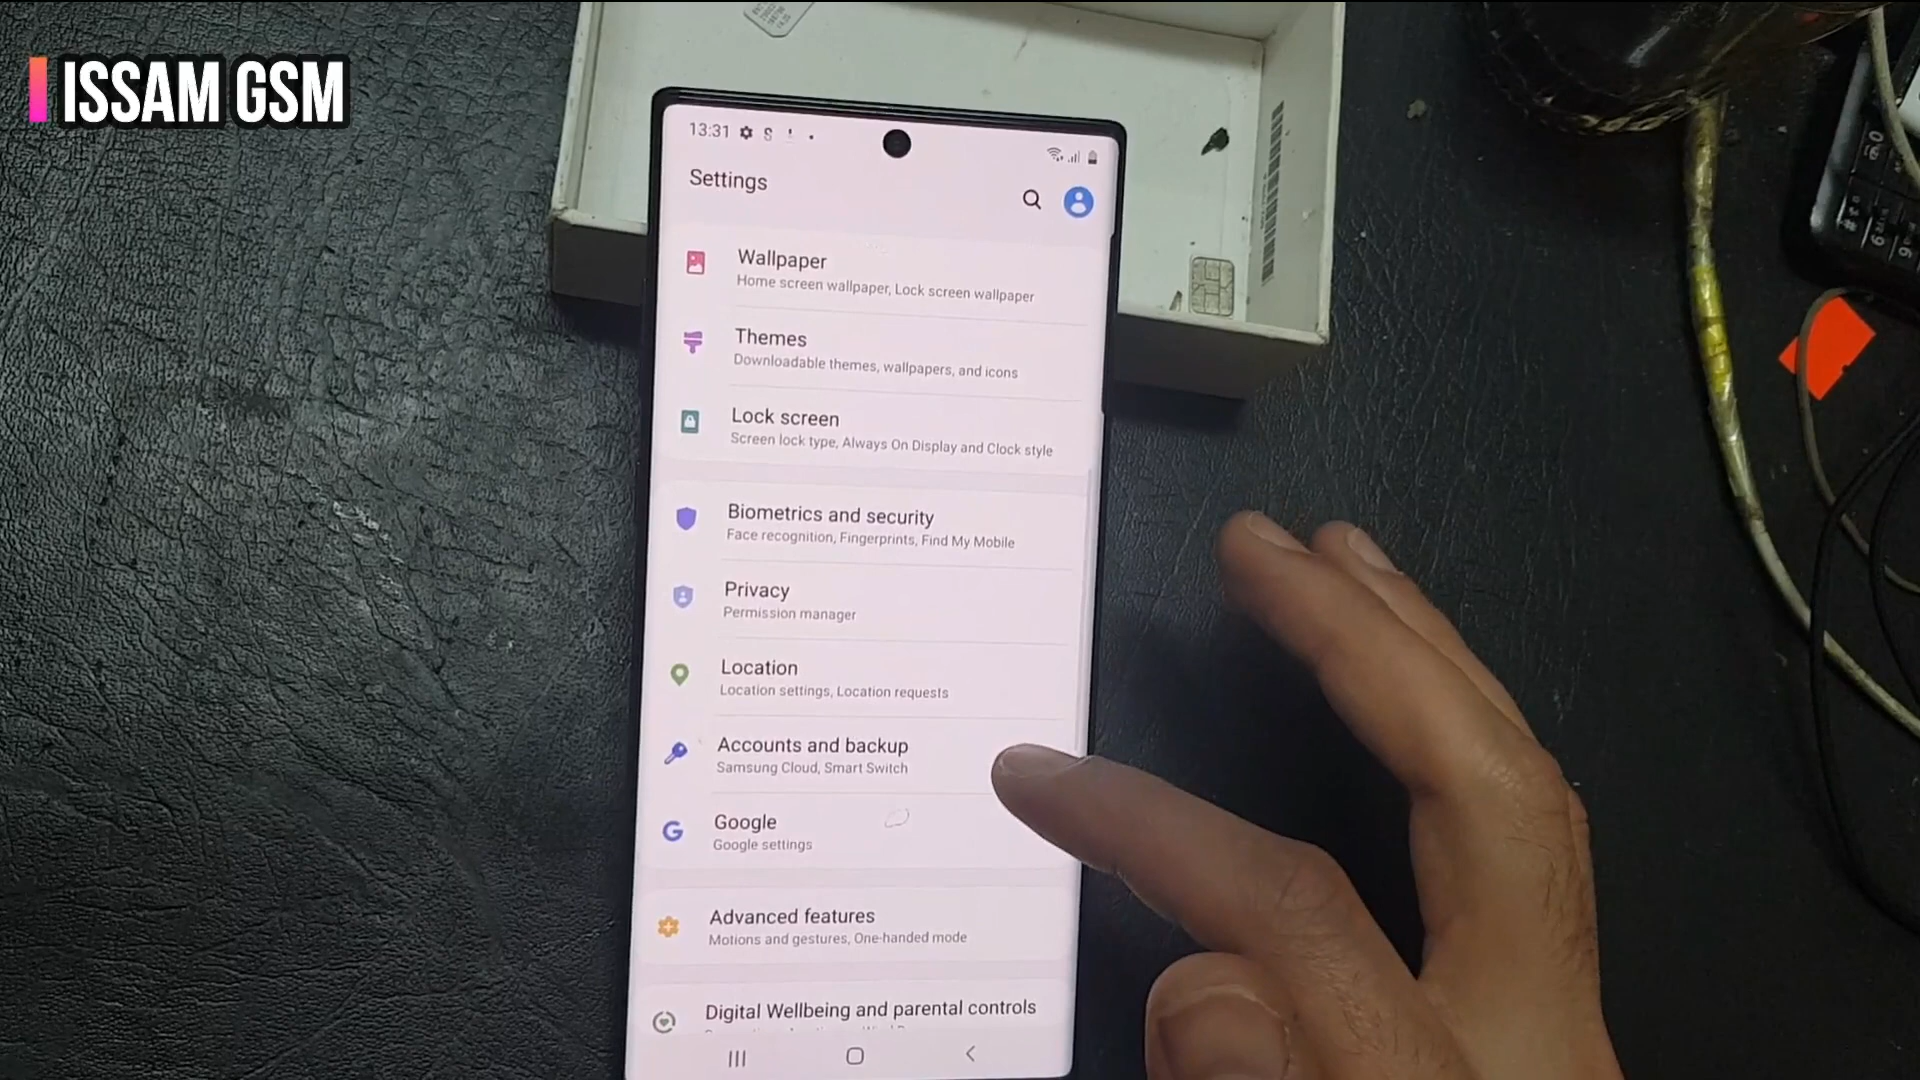 ISSAM GSM
13:31
Settings
Wallpaper
Home screen wallpaper, Lock screen wallpaper
Themes
Downloadable themes, wallpapers, and icons
Lock screen
Screen lock type, Always On Display and Clock style
Biometrics and security
Face recognition, Fingerprints, Find My Mobile
Privacy
Permission manager
Location
Location settings, Location requests
Accounts and backup
Samsung Cloud, Smart Switch
Google
Google settings
Advanced features
Motions and gestures, One-handed mode
Digital Wellbeing and parental controls